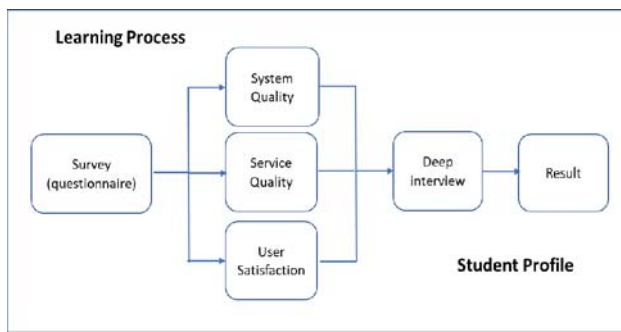 Learning Process
System
Quality
Survey
(questionnaire)
Service
Quality
Deep
interview
Result
User
Satisfaction
Student Profile